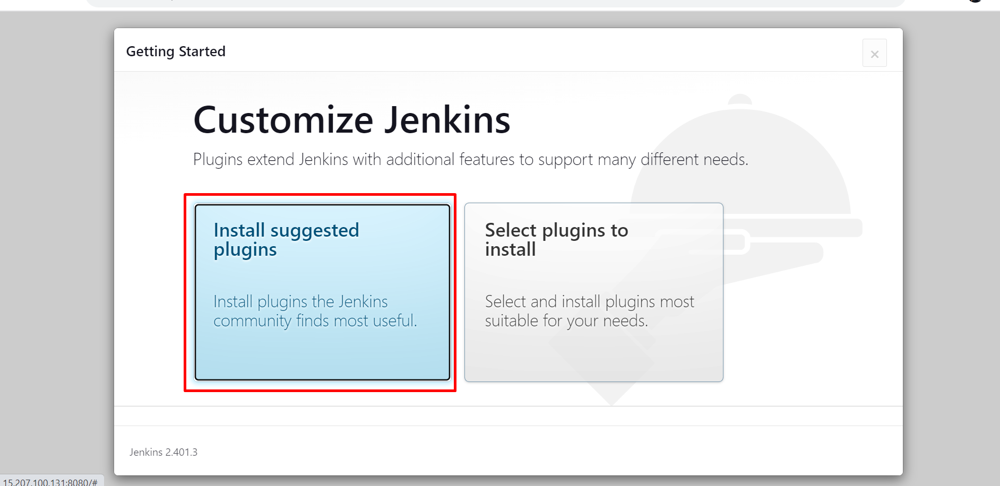 Getting Started
×
Customize Jenkins
Plugins extend Jenkins with additional features to support many different needs.
Install suggested
plugins
Install plugins the Jenkins
community finds most useful.
Select plugins to
install
Select and install plugins most
suitable for your needs.
Jenkins 2.401.3
15.207.100.131:8080/#